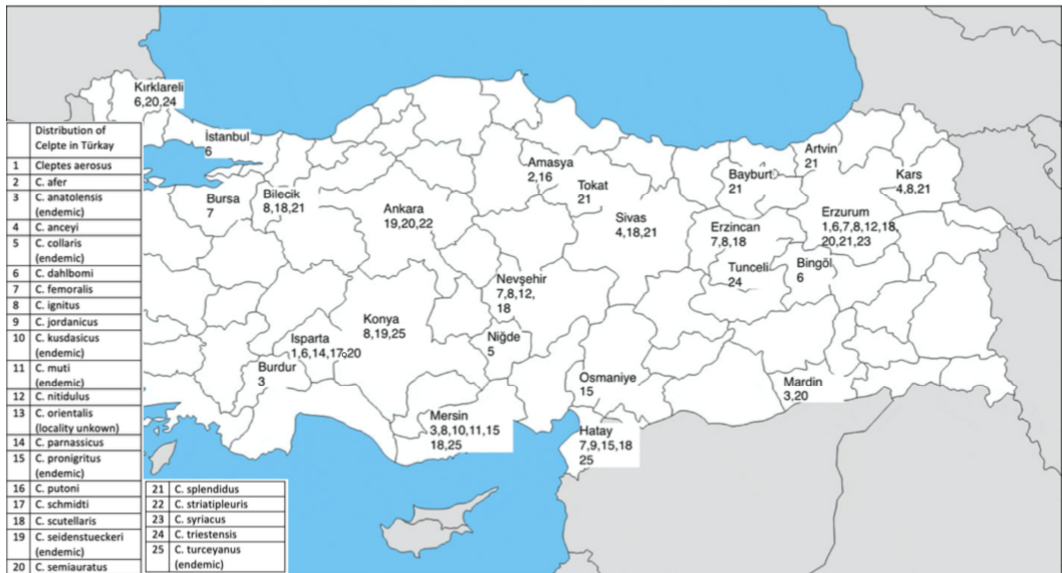 Kırklareli
6,20,24
İstanbul
6
Bursa
7
Bilecik
8,18,21
Ankara
19,20,22
Amasya
2,16
Tokat
21
Sivas
4,18,21
Bayburt
21
Artvin
21
Kars
4,8,21
Erzurum
1,6,7,8,12,18
20,21,23
Erzincan
7,8,18
Tunceli
24
Bingöl
6
Nevşehir
7,8,12,
18
Konya
8,19,25
Niğde
5
Isparta
1,6,14,17,20
Burdur
3
Mersin
3,8,10,11,15
18,25
Osmaniye
15
Hatay
7,9,15,18
25
Mardin
3,20
Distribution of
Celpte in Türkay
1 Cleptes aerosus
2 C. afer
3 C. anatolensis
(endemic)
4 C. anceyi
5 C. collaris
(endemic)
6 C. dahlbomi
7 C. femoralis
8 C. ignitus
9 C. jordanicus
10 C. kusdasicus
(endemic)
11 C. muti
(endemic)
12 C. nitidulus
13 C. orientalis
(locality unkown)
14 C. parnassicus
15 C. pronigritus
(endemic)
16 C. putoni
17 C. schmidti
18 C. scutellaris
19 C. seidenstueckeri
(endemic)
20 C. semiauratus
21 C. splendidus
22 C. striatipleuris
23 C. syriacus
24 C. triestensis
25 C. turceyanus
(endemic)